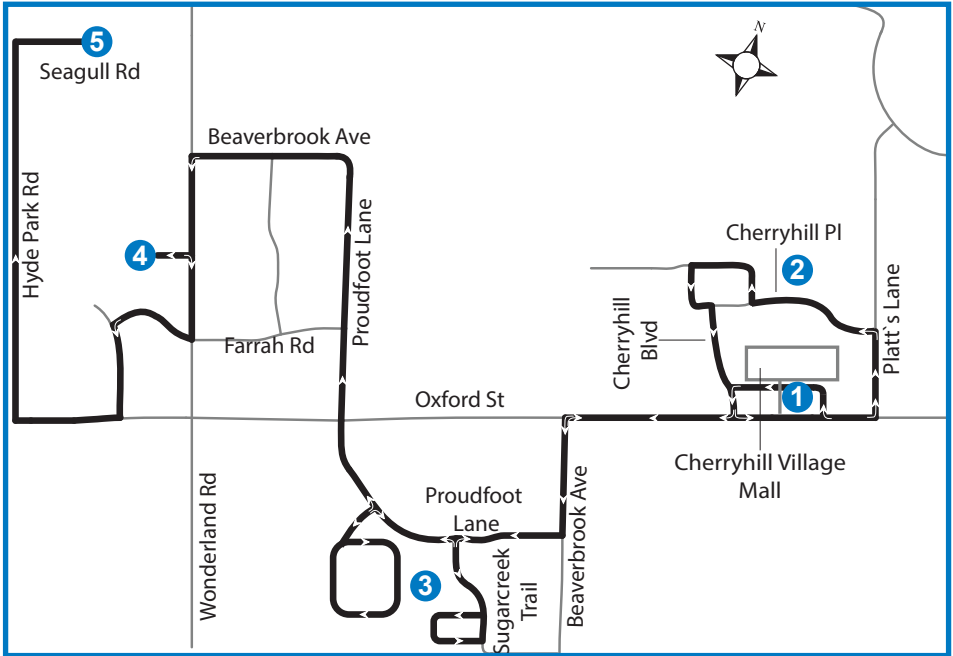 N
5
Seagull Rd
Beaverbrook Ave
Hyde Park Rd
4
Proudfoot Lane
Cherryhill Pl
2
Platt`s Lane
Farrah Rd
Cherryhill
Blvd
Oxford St
1
Cherryhill Village
Mall
Wonderland Rd
Proudfoot
Lane
3
Sugarcreek
Trail
Beaverbrook Ave